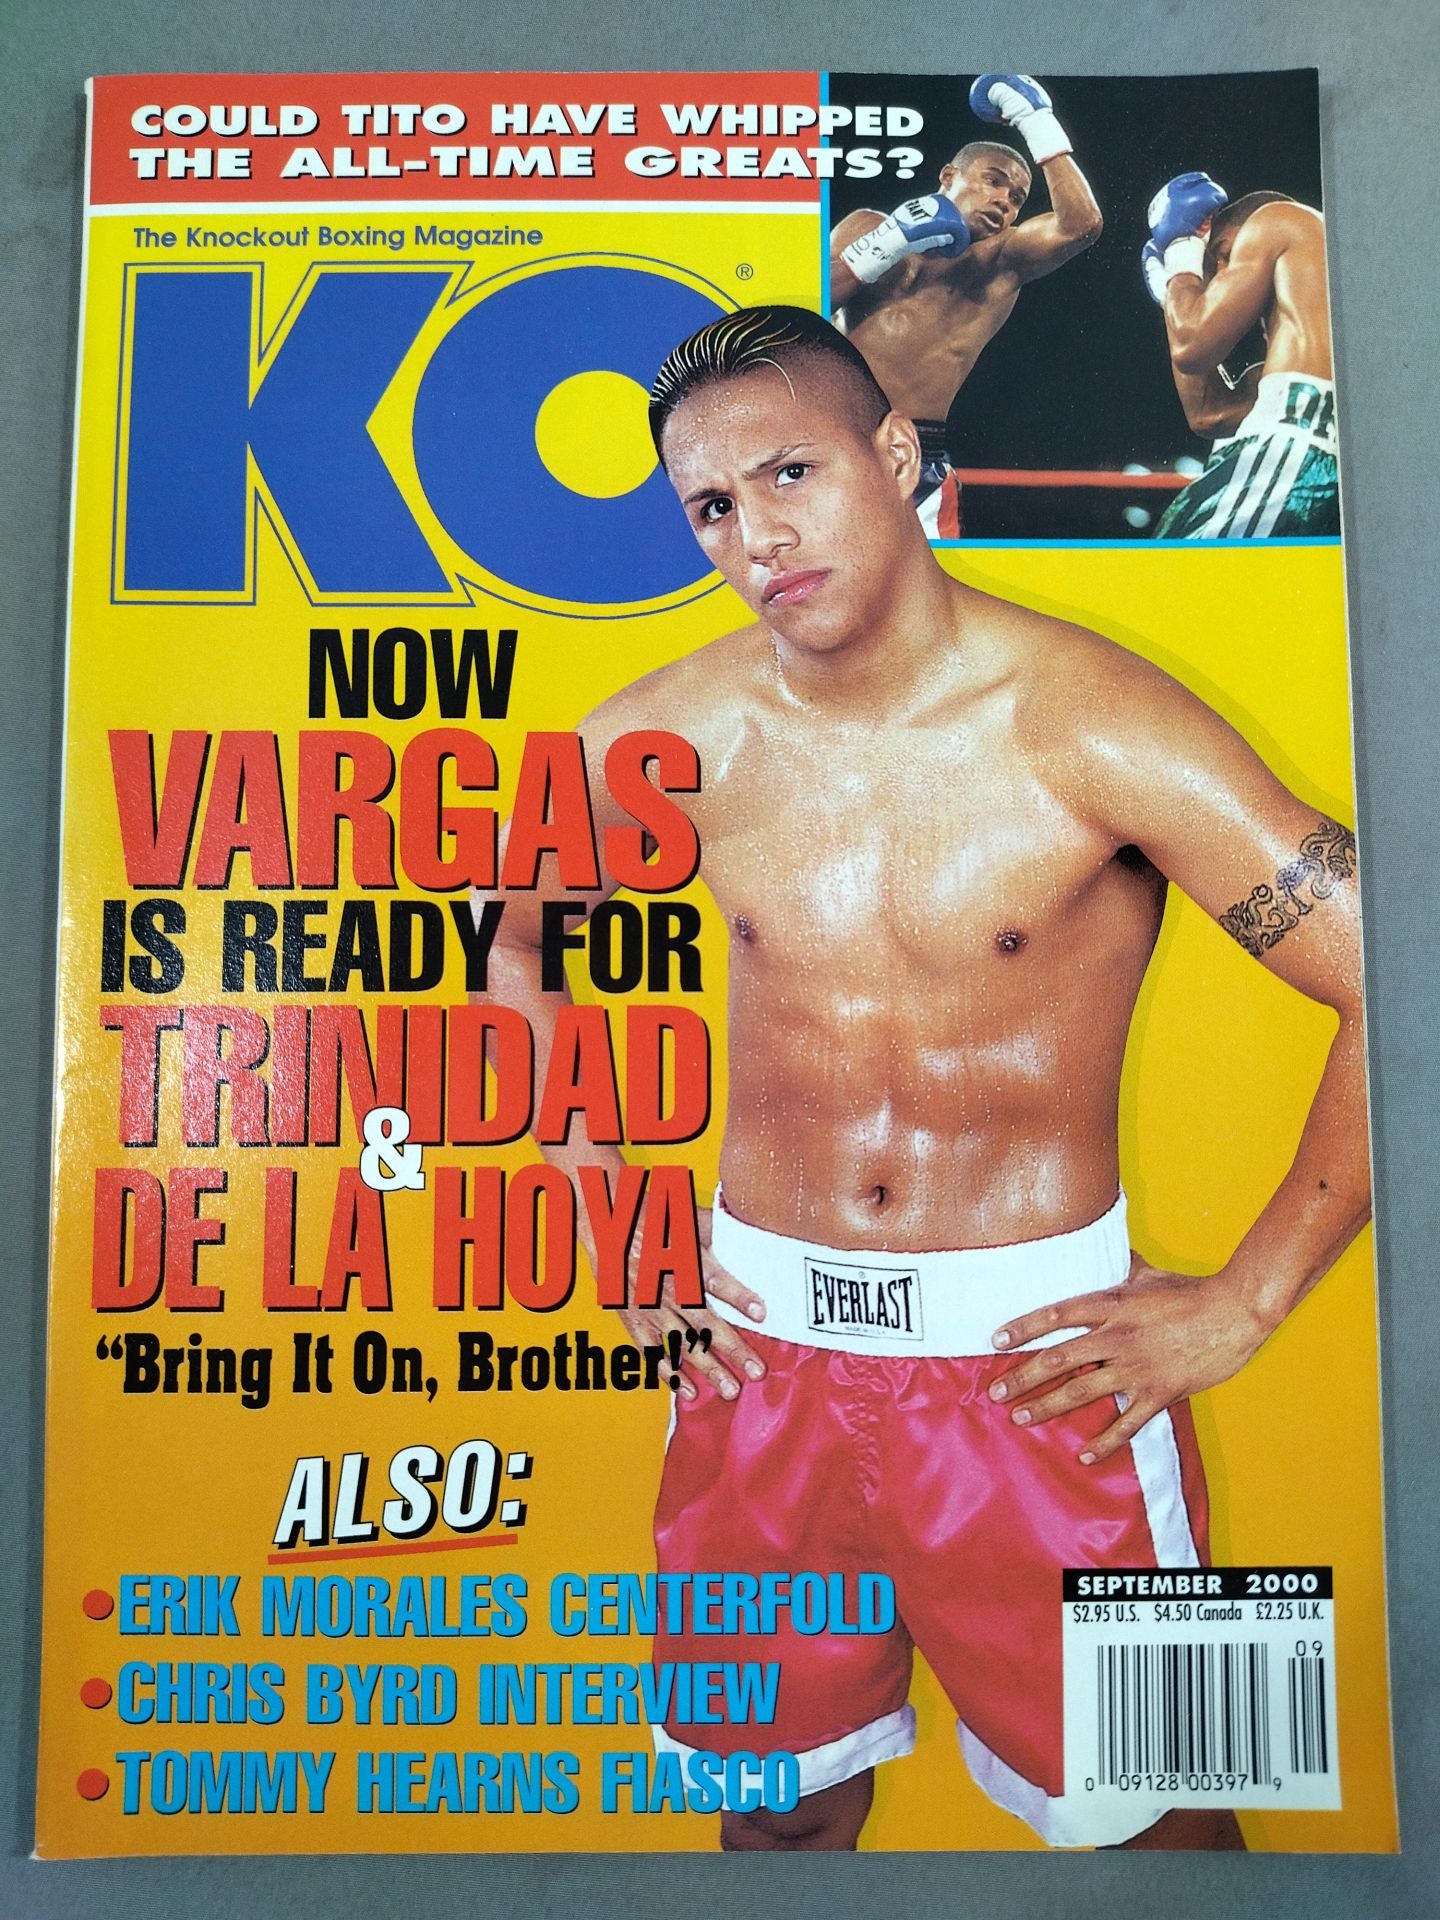 COULD TITO HAVE WHIPPED
THE ALL-TIME GREATS?
The Knockout Boxing Magazine
KO®
NOW
VARGAS
IS READY FOR
TRINIDAD
&
DE LA HOYA
“Bring It On, Brother!”
ALSO:
•ERIK MORALES CENTERFOLD
•CHRIS BYRD INTERVIEW
•TOMMY HEARNS FIASCO
EVERLAST
SEPTEMBER 2000
$2.95 U.S. $4.50 Canada £2.25 U.K.
09
0 09128 00397 9